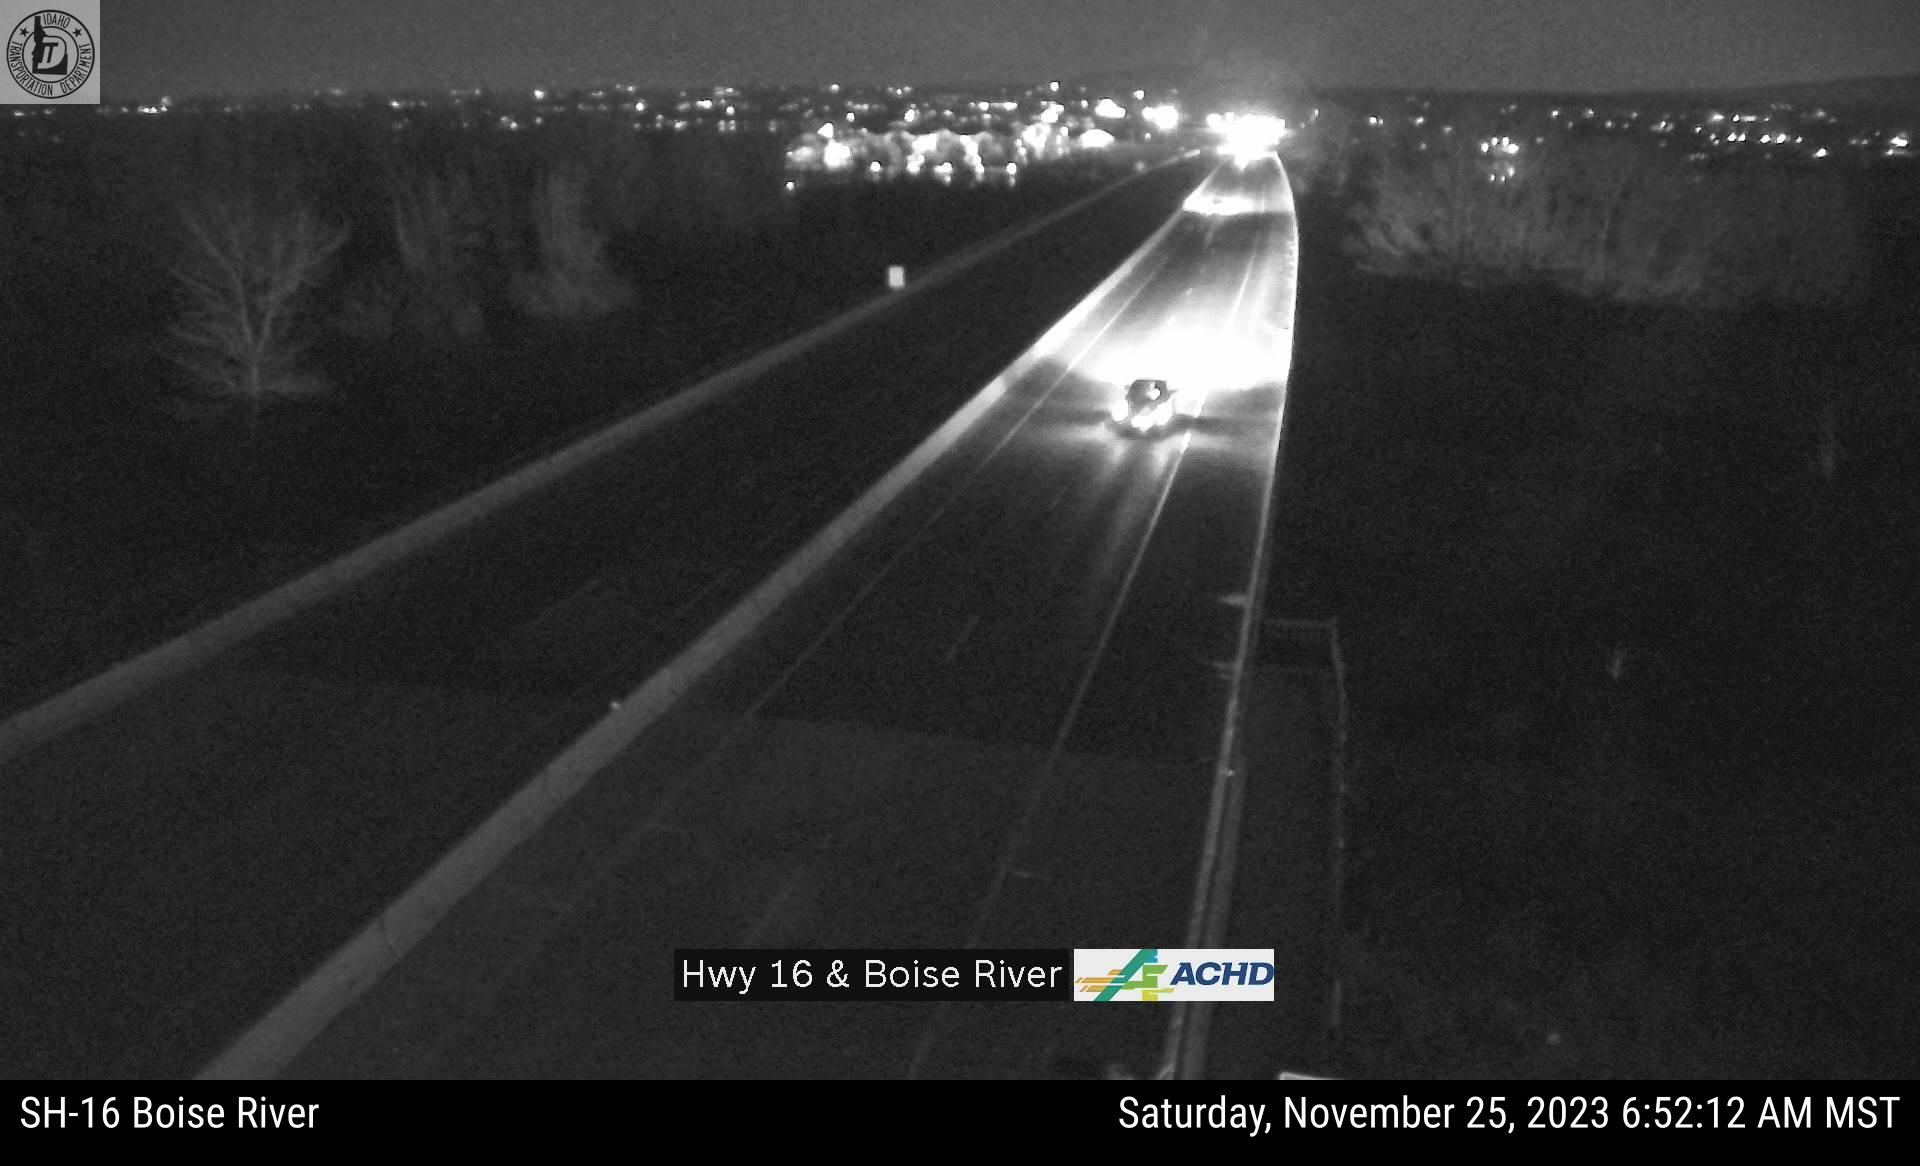 IDAHO
TRANSPORTATION DEPARTMENT
Hwy 16 & Boise River ACHD
SH-16 Boise River
Saturday, November 25, 2023 6:52:12 AM MST